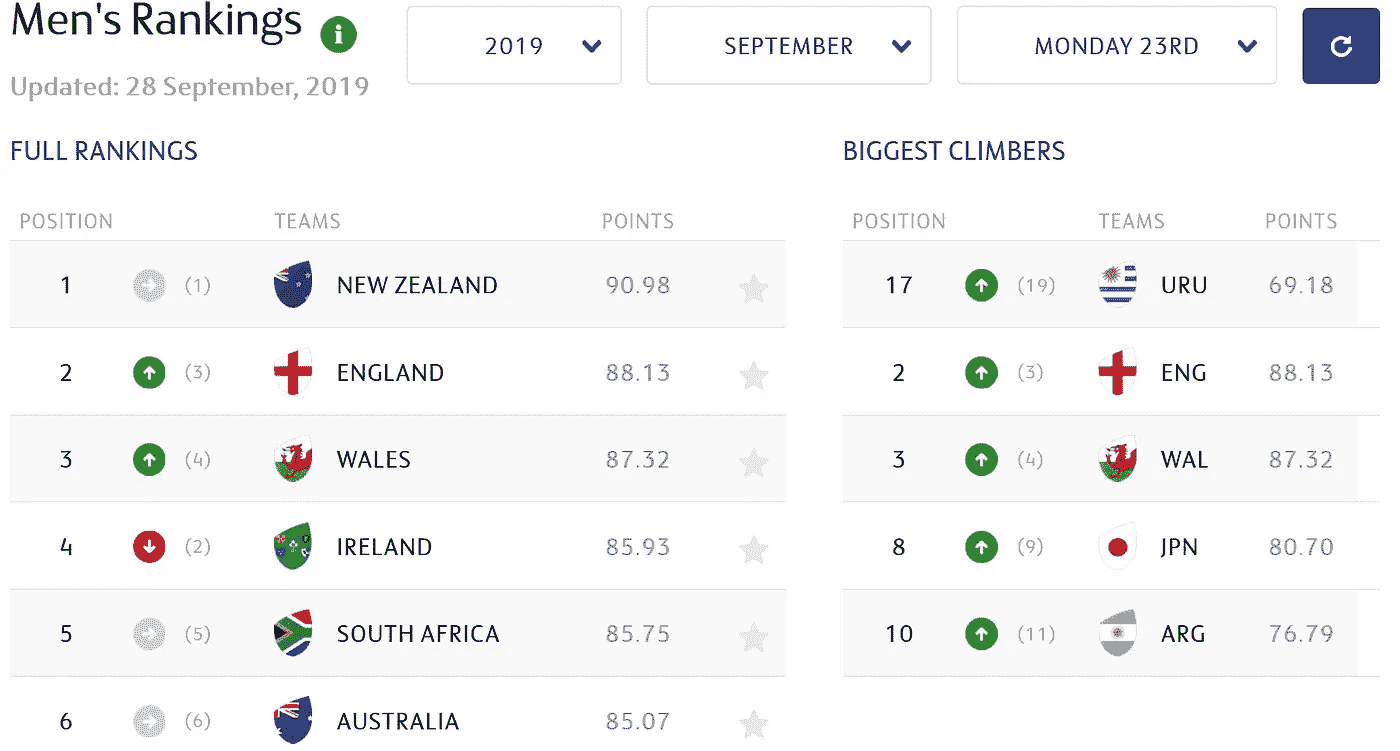 Men's Rankings
2019
SEPTEMBER
MONDAY 23RD
Updated: 28 September, 2019
FULL RANKINGS
POSITION TEAMS POINTS
1 (1) NEW ZEALAND 90.98
2 (3) ENGLAND 88.13
3 (4) WALES 87.32
4 (2) IRELAND 85.93
5 (5) SOUTH AFRICA 85.75
6 (6) AUSTRALIA 85.07
BIGGEST CLIMBERS
POSITION TEAMS POINTS
17 (19) URU 69.18
2 (3) ENG 88.13
3 (4) WAL 87.32
8 (9) JPN 80.70
10 (11) ARG 76.79